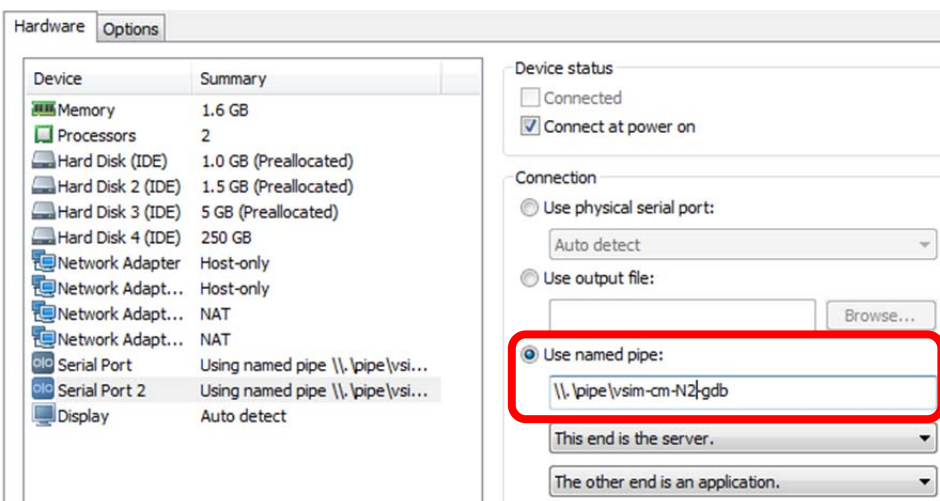 Hardware Options
Device Summary
Memory 1.6 GB
Processors 2
Hard Disk (IDE) 1.0 GB (Preallocated)
Hard Disk 2 (IDE) 1.5 GB (Preallocated)
Hard Disk 3 (IDE) 5 GB (Preallocated)
Hard Disk 4 (IDE) 250 GB
Network Adapter Host-only
Network Adapt... Host-only
Network Adapt... NAT
Network Adapt... NAT
Serial Port Using named pipe \\.\pipe\vsi...
Serial Port 2 Using named pipe \\.\pipe\vsi...
Display Auto detect
Device status
Connected
Connect at power on
Connection
Use physical serial port:
Auto detect
Use output file:
Browse...
Use named pipe:
\\.\pipe\vsim-cm-N2-gdb
This end is the server.
The other end is an application.